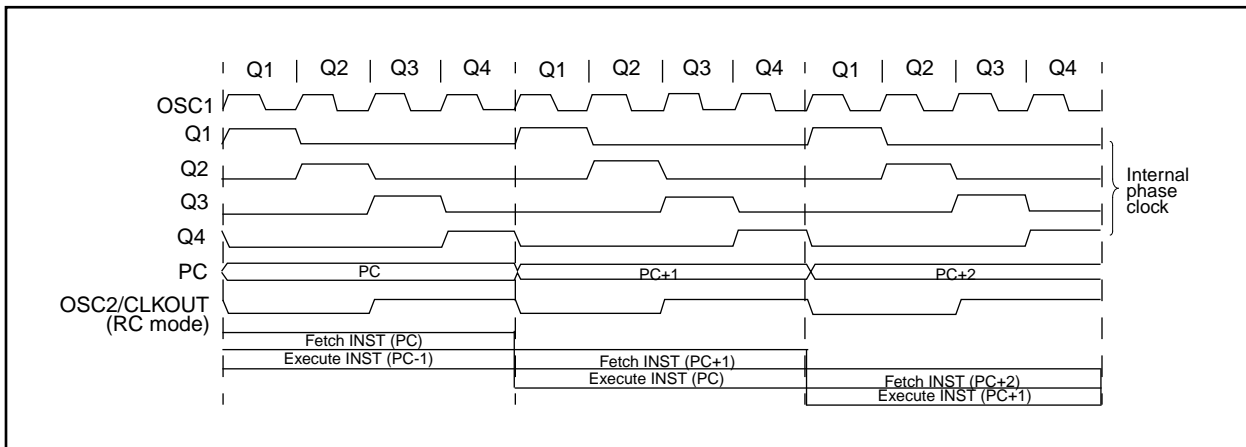 Q1 | Q2 | Q3 | Q4 | Q1 | Q2 | Q3 | Q4 | Q1 | Q2 | Q3 | Q4
OSC1
Q1
Q2
Q3
Q4
PC
PC
PC+1
PC+2
OSC2/CLKOUT
(RC mode)
Internal
phase
clock
Fetch INST (PC)
Execute INST (PC-1)
Fetch INST (PC+1)
Execute INST (PC)
Fetch INST (PC+2)
Execute INST (PC+1)